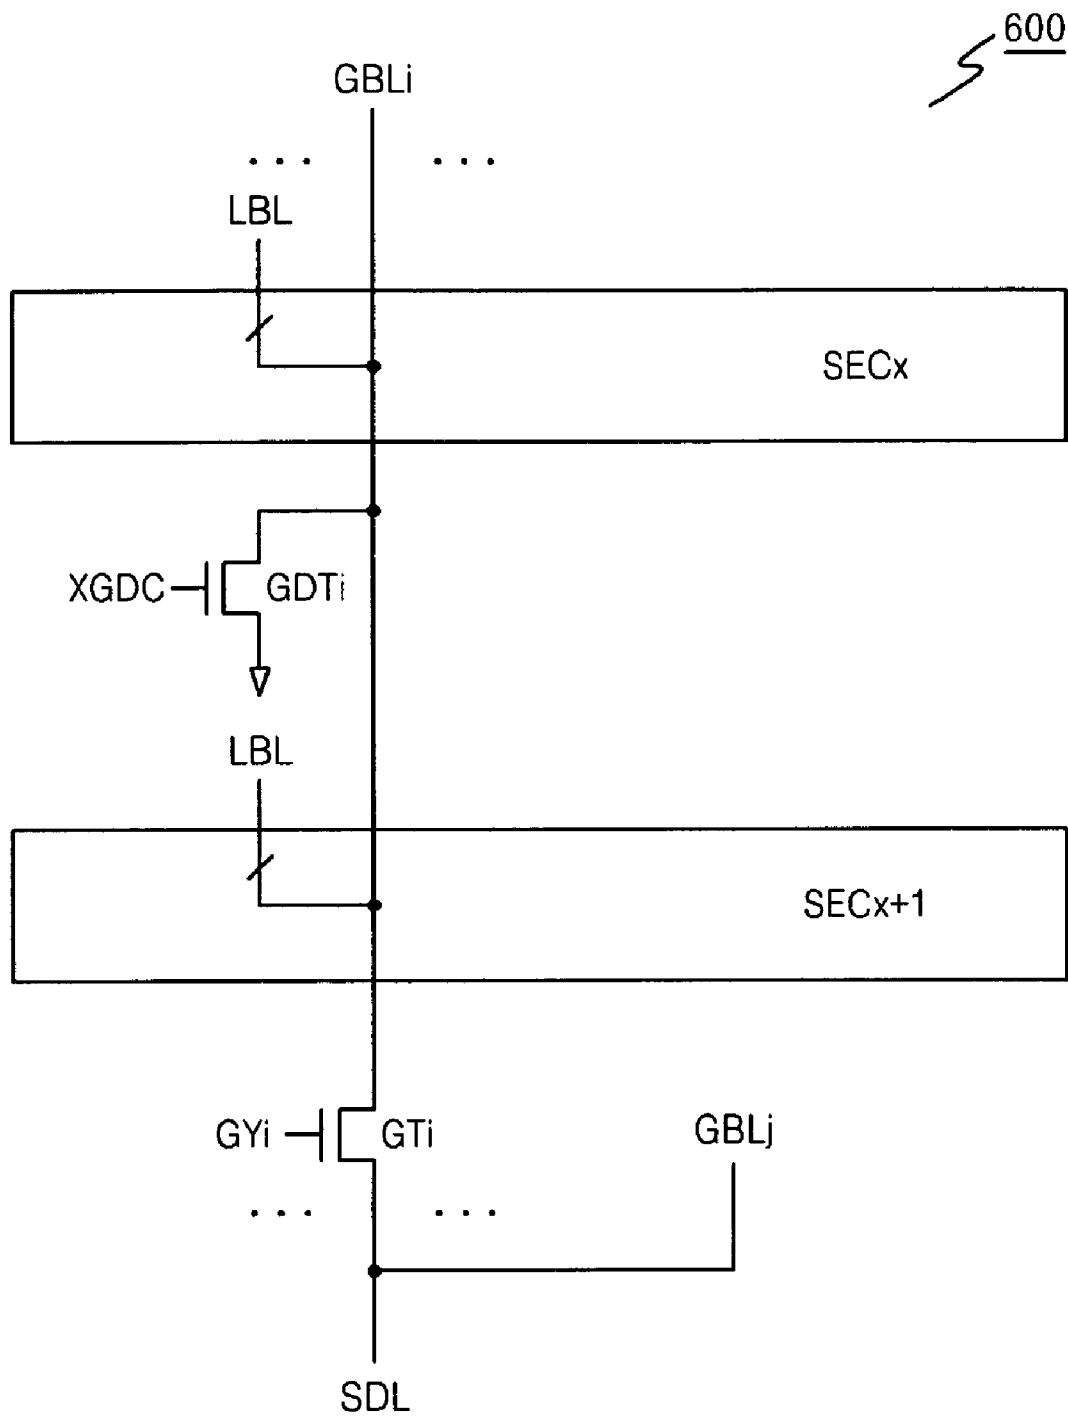 600
GBLi
... ...
LBL
SECx
XGDC GDTi
LBL
SECx+1
GYi GTi GBLj
... ...
SDL